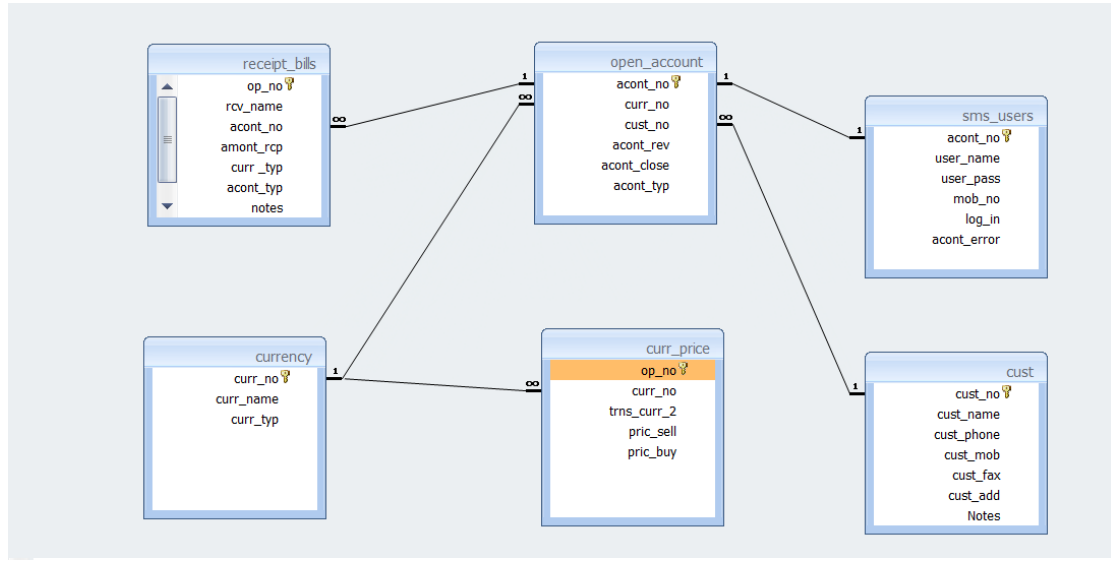 receipt_bills
op_no
rcv_name
acont_no
amont_rcp
curr _typ
acont_typ
notes
open_account
acont_no
curr_no
cust_no
acont_rev
acont_close
acont_typ
sms_users
acont_no
user_name
user_pass
mob_no
log_in
acont_error
currency
curr_no
curr_name
curr_typ
curr_price
op_no
curr_no
trns_curr_2
pric_sell
pric_buy
cust
cust_no
cust_name
cust_phone
cust_mob
cust_fax
cust_add
Notes
1
∞
∞
1
∞
1
1
∞
1